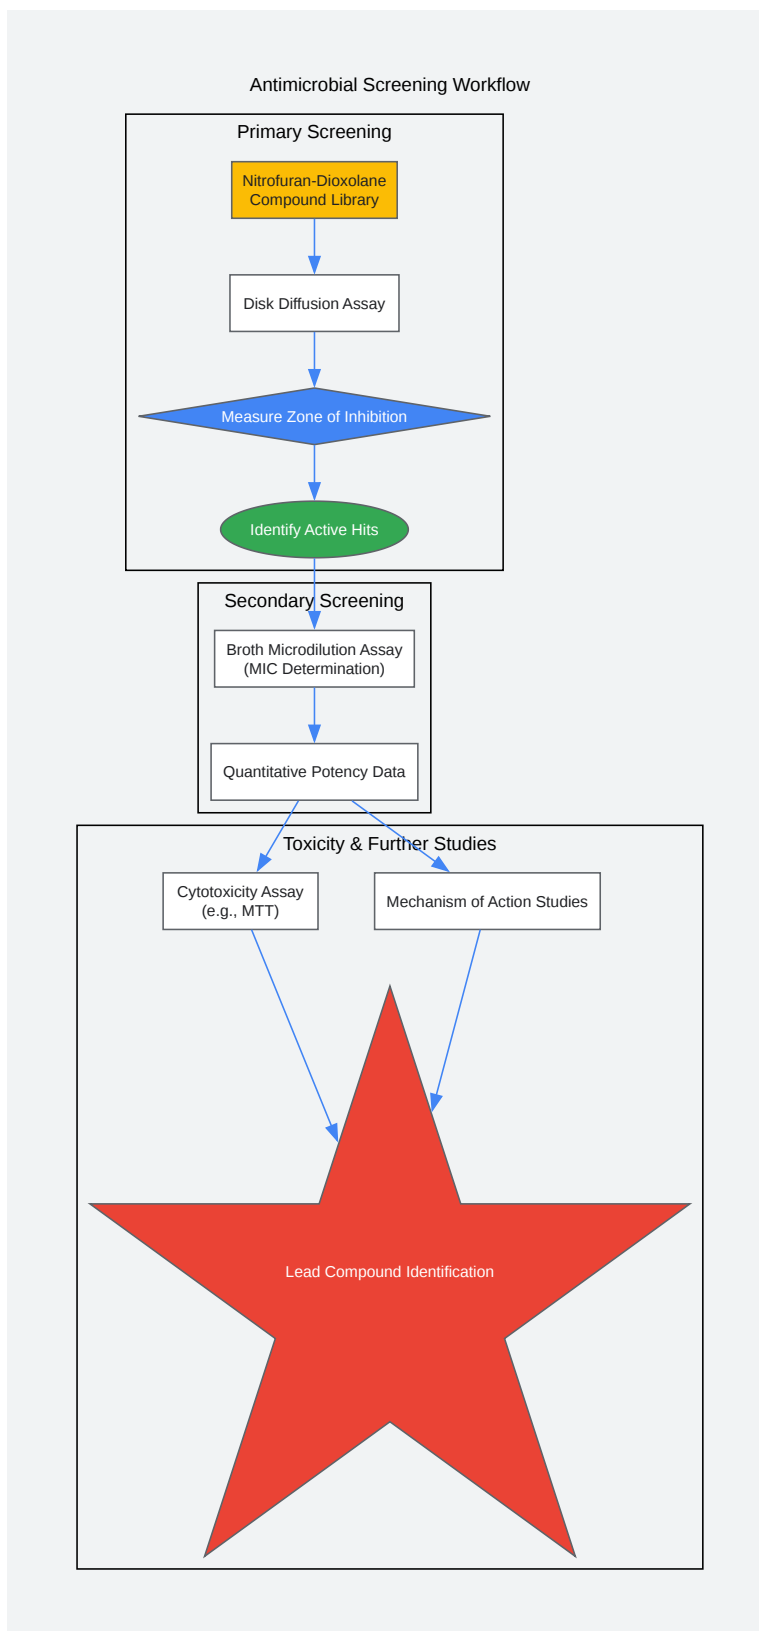 Antimicrobial Screening Workflow
Primary Screening
Nitrofuran-Dioxolane
Compound Library
Disk Diffusion Assay
Measure Zone of Inhibition
Identify Active Hits
Secondary Screening
Broth Microdilution Assay
(MIC Determination)
Quantitative Potency Data
Toxicity & Further Studies
Cytotoxicity Assay
(e.g., MTT)
Mechanism of Action Studies
Lead Compound Identification